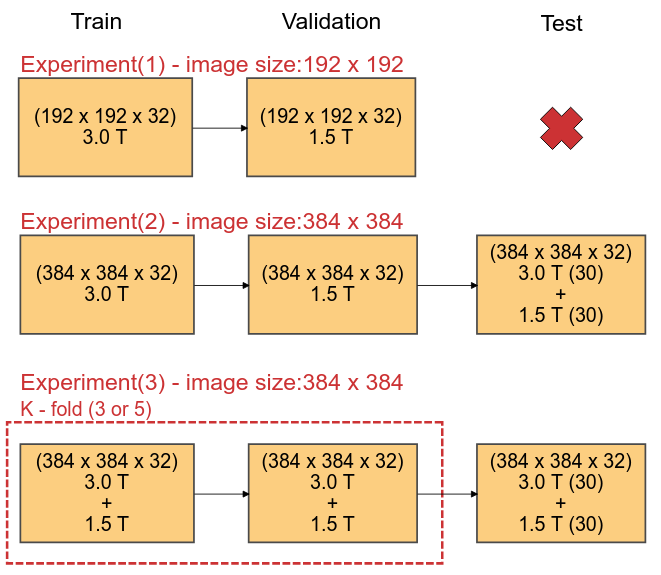 Train
Validation
Test
Experiment(1) - image size:192 x 192
(192 x 192 x 32)
3.0 T
(192 x 192 x 32)
1.5 T
Experiment(2) - image size:384 x 384
(384 x 384 x 32)
3.0 T
(384 x 384 x 32)
1.5 T
(384 x 384 x 32)
3.0 T (30)
+
1.5 T (30)
Experiment(3) - image size:384 x 384
K - fold (3 or 5)
(384 x 384 x 32)
3.0 T
+
1.5 T
(384 x 384 x 32)
3.0 T
+
1.5 T
(384 x 384 x 32)
3.0 T (30)
+
1.5 T (30)